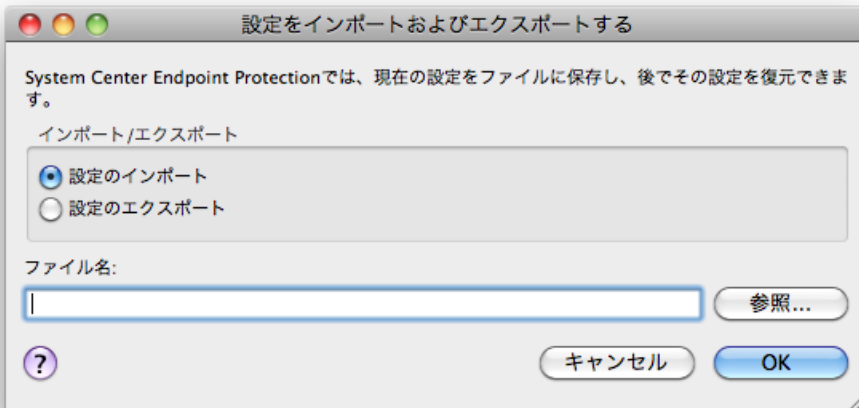 設定をインポートおよびエクスポートする
System Center Endpoint Protectionでは、現在の設定をファイルに保存し、後でその設定を復元できま
す。
インポート/エクスポート
設定のインポート
設定のエクスポート
ファイル名:
参照...
?
キャンセル
OK